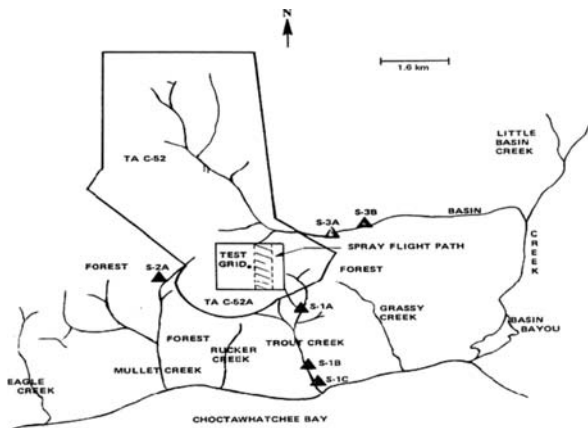 N
1.6 km
LITTLE
BASIN
CREEK
TA C-52
S-3A
S-3B
BASIN
CREEK
TEST
GRID
SPRAY FLIGHT PATH
FOREST
S-2A
FOREST
TA C-52A
S-1A
GRASSY
CREEK
BASIN
BAYOU
FOREST
RUCKER
CREEK
TROUT CREEK
MULLET CREEK
S-1B
S-1C
EAGLE
CREEK
CHOCTAWHATCHEE BAY